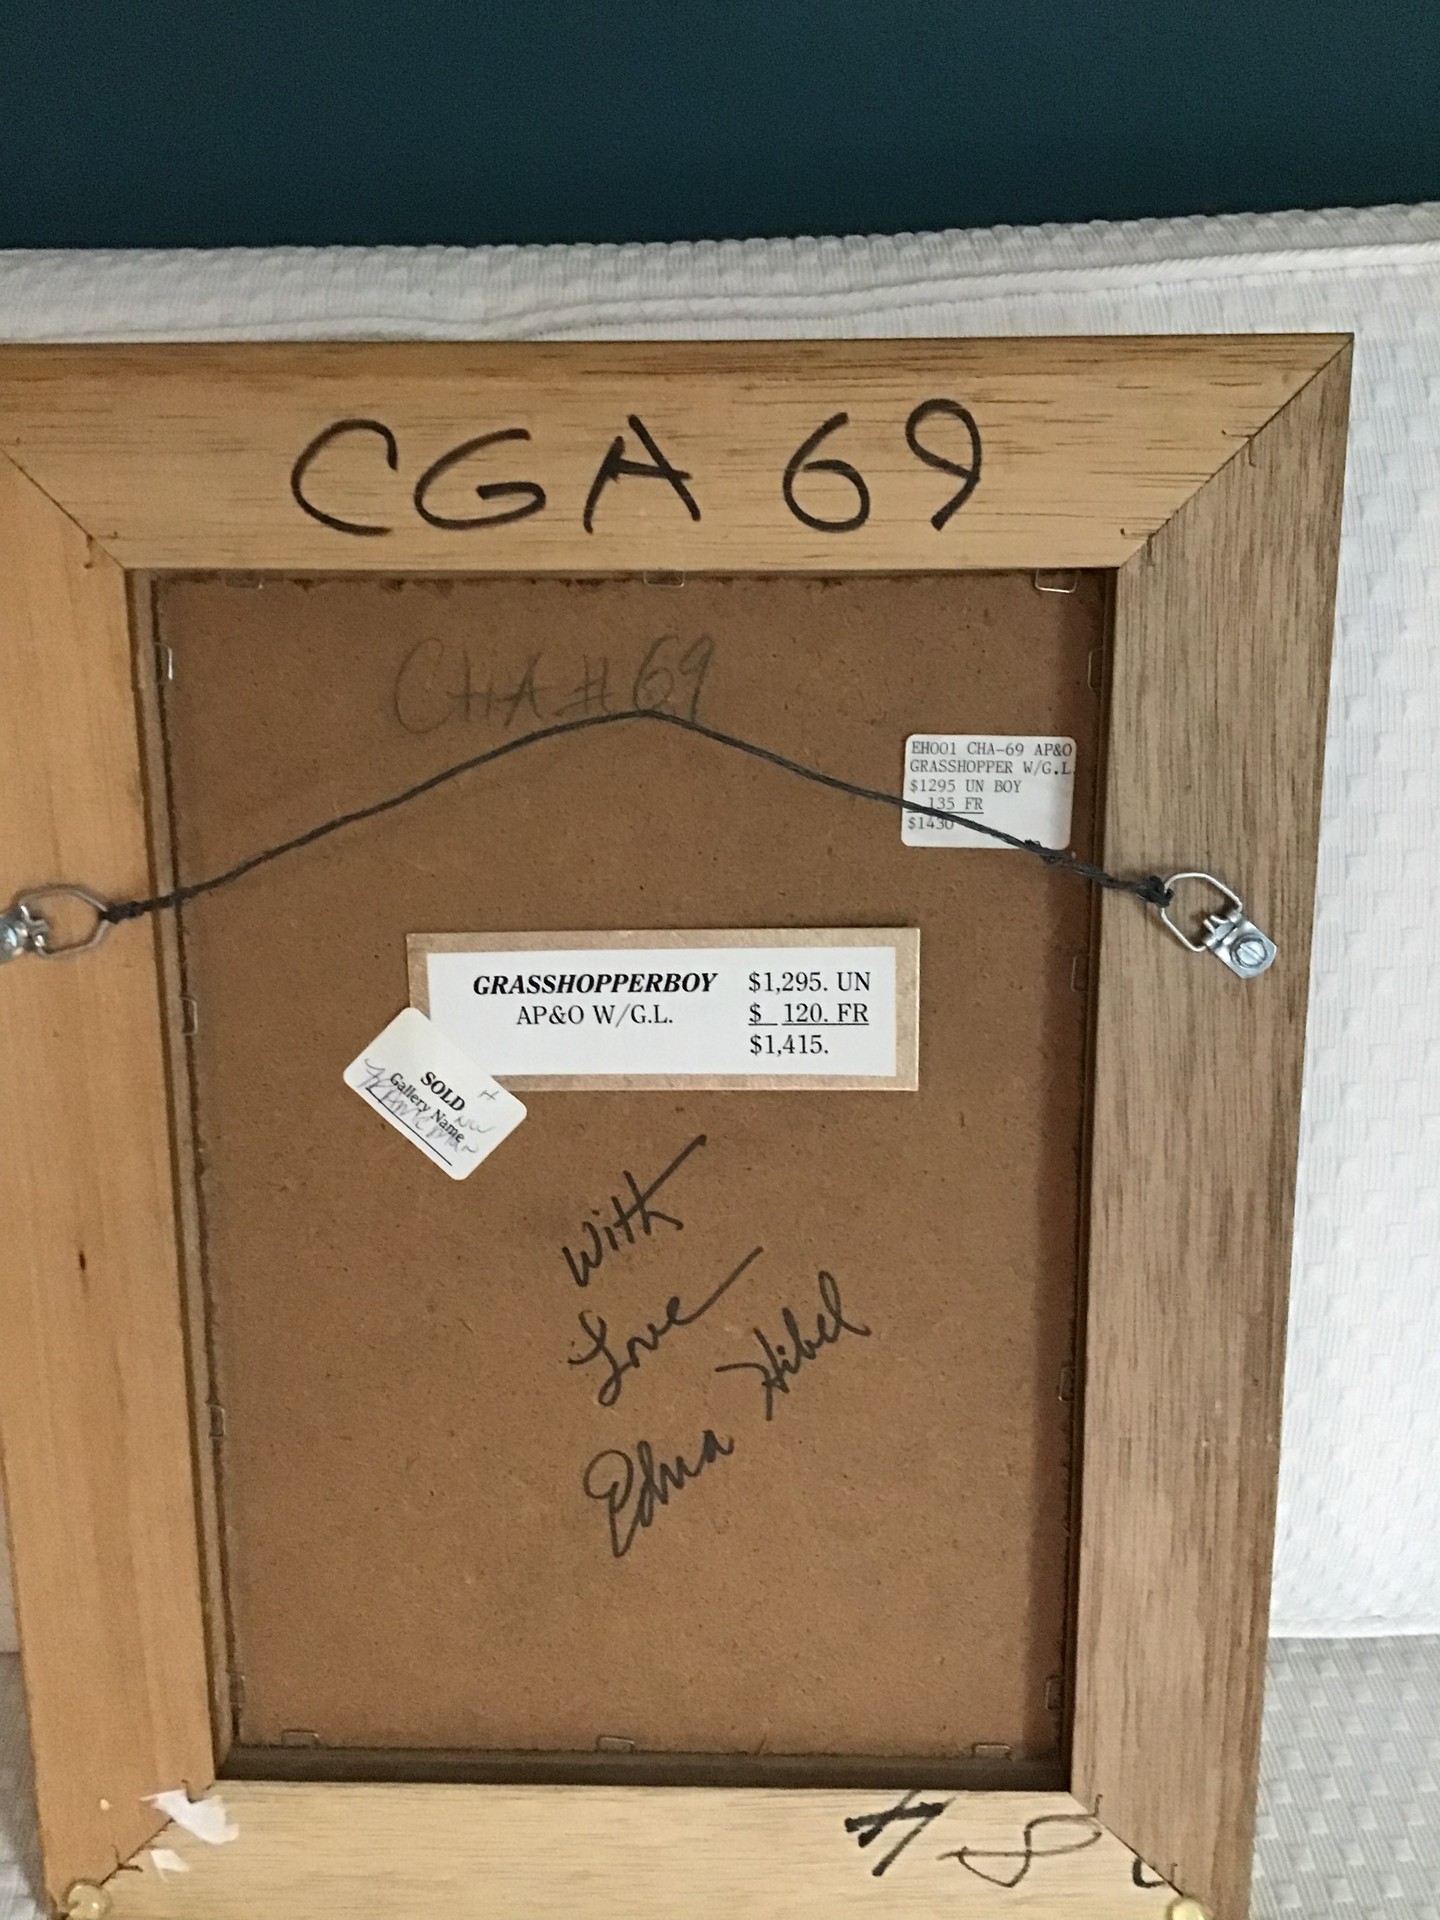 CGA 69
CHA #69
EH001 CHA-69 AP&O
GRASSHOPPER W/G.L.
$1295 UN BOY
135 FR
$1430
GRASSHOPPERBOY $1,295. UN
AP&O W/G.L. $ 120. FR
$1,415.
SOLD
Gallery Name
With
Love
Edna Hibel